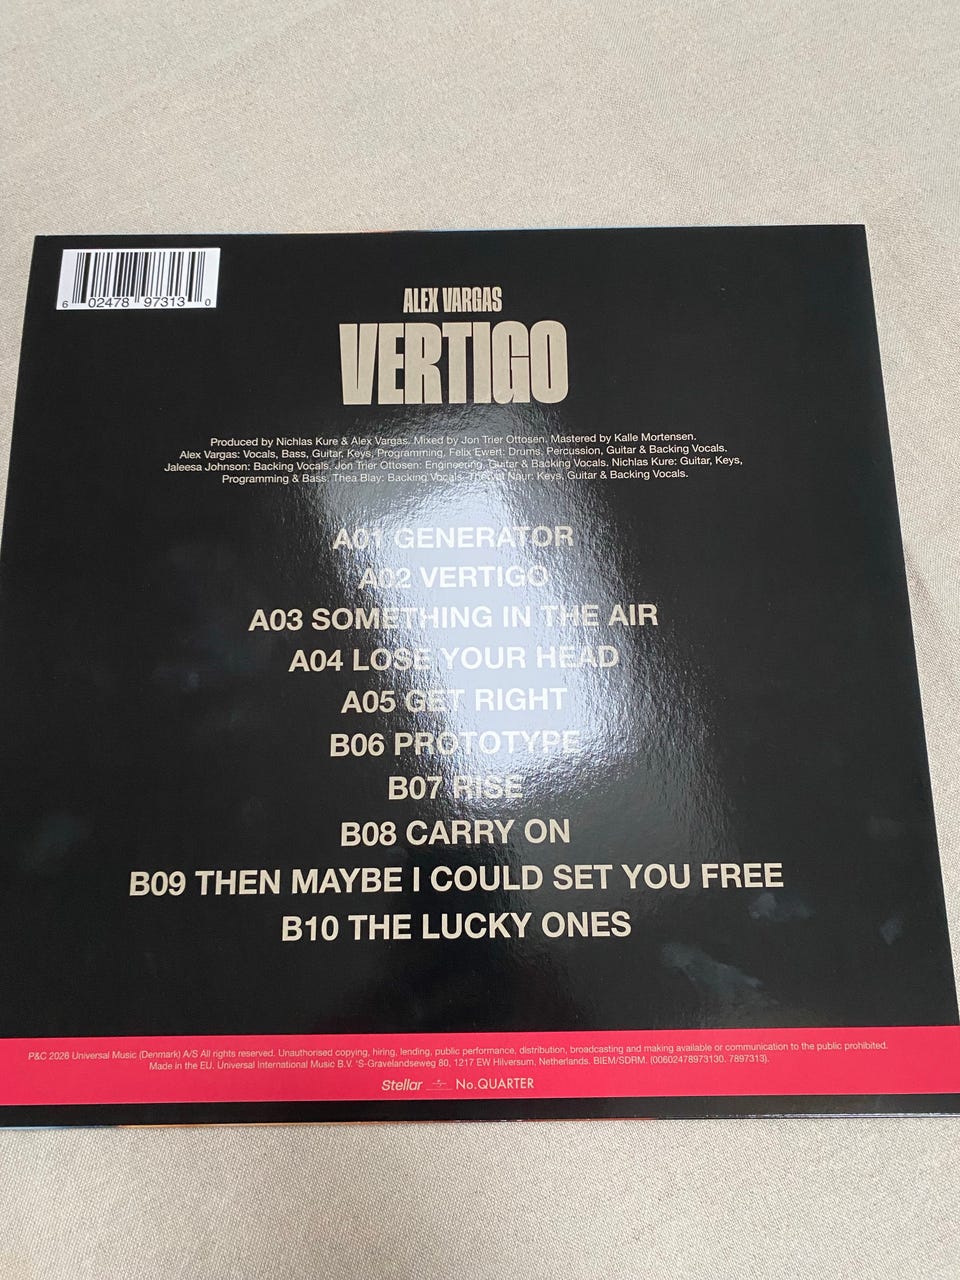 6 02478 97313 0
ALEX VARGAS
VERTIGO
Produced by Nichlas Kure & Alex Vargas. Mixed by Jon Trier Ottosen. Mastered by Kalle Mortensen.
Alex Vargas: Vocals, Bass, Guitar, Keys, Programming, Felix Ewert: Drums, Percussion, Guitar & Backing Vocals.
Jaleesa Johnson: Backing Vocals, Jon Trier Ottosen: Engineering, Guitar & Backing Vocals. Nichlas Kure: Guitar, Keys,
Programming & Bass. Thea Blay: Backing Vocals, Naur: Keys, Guitar & Backing Vocals.
A01 GENERATOR
A02 VERTIGO
A03 SOMETHING IN THE AIR
A04 LOSE YOUR HEAD
A05 GET RIGHT
B06 PROTOTYPE
B07 RISE
B08 CARRY ON
B09 THEN MAYBE I COULD SET YOU FREE
B10 THE LUCKY ONES
P&C 2026 Universal Music (Denmark) A/S All rights reserved. Unauthorised copying, hiring, lending, public performance, distribution, broadcasting and making available or communication to the public prohibited.
Made in the EU. Universal International Music B.V. 'S-Gravelandseweg 80, 1217 EW Hilversum, Netherlands. BIEM/SDRM. (00602478973130. 7897313).
Stellar No.QUARTER